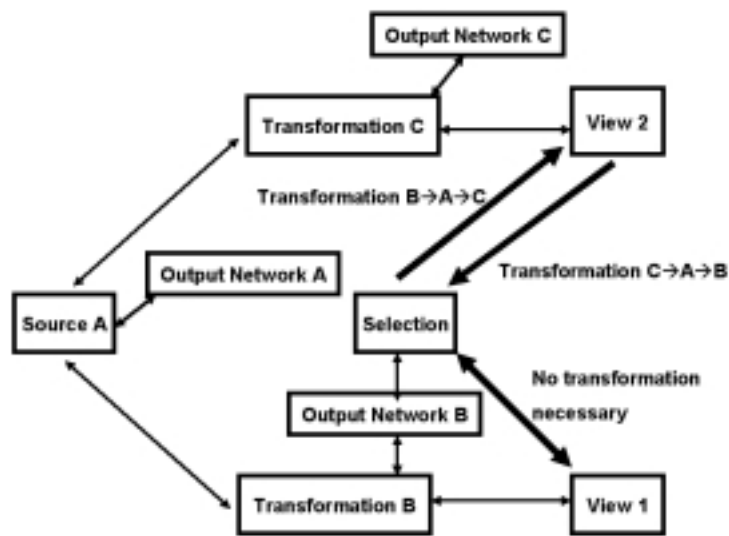 Output Network C
Transformation C
View 2
Transformation B→A→C
Output Network A
Transformation C→A→B
Source A
Selection
No transformation
necessary
Output Network B
Transformation B
View 1